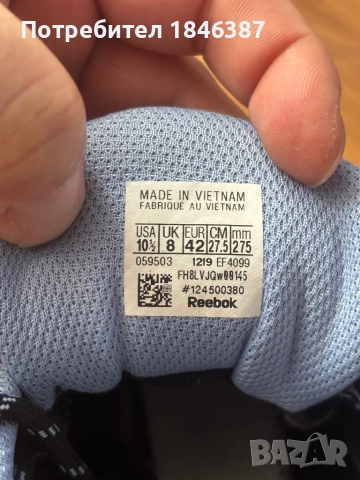 Потребител 1846387
MADE IN VIETNAM
FABRIQUE AU VIETNAM
USA UK EUR CM mm
10½ 8 42 27.5 275
059503 1219 EF4099
#124500380
Reebok
BAZAR